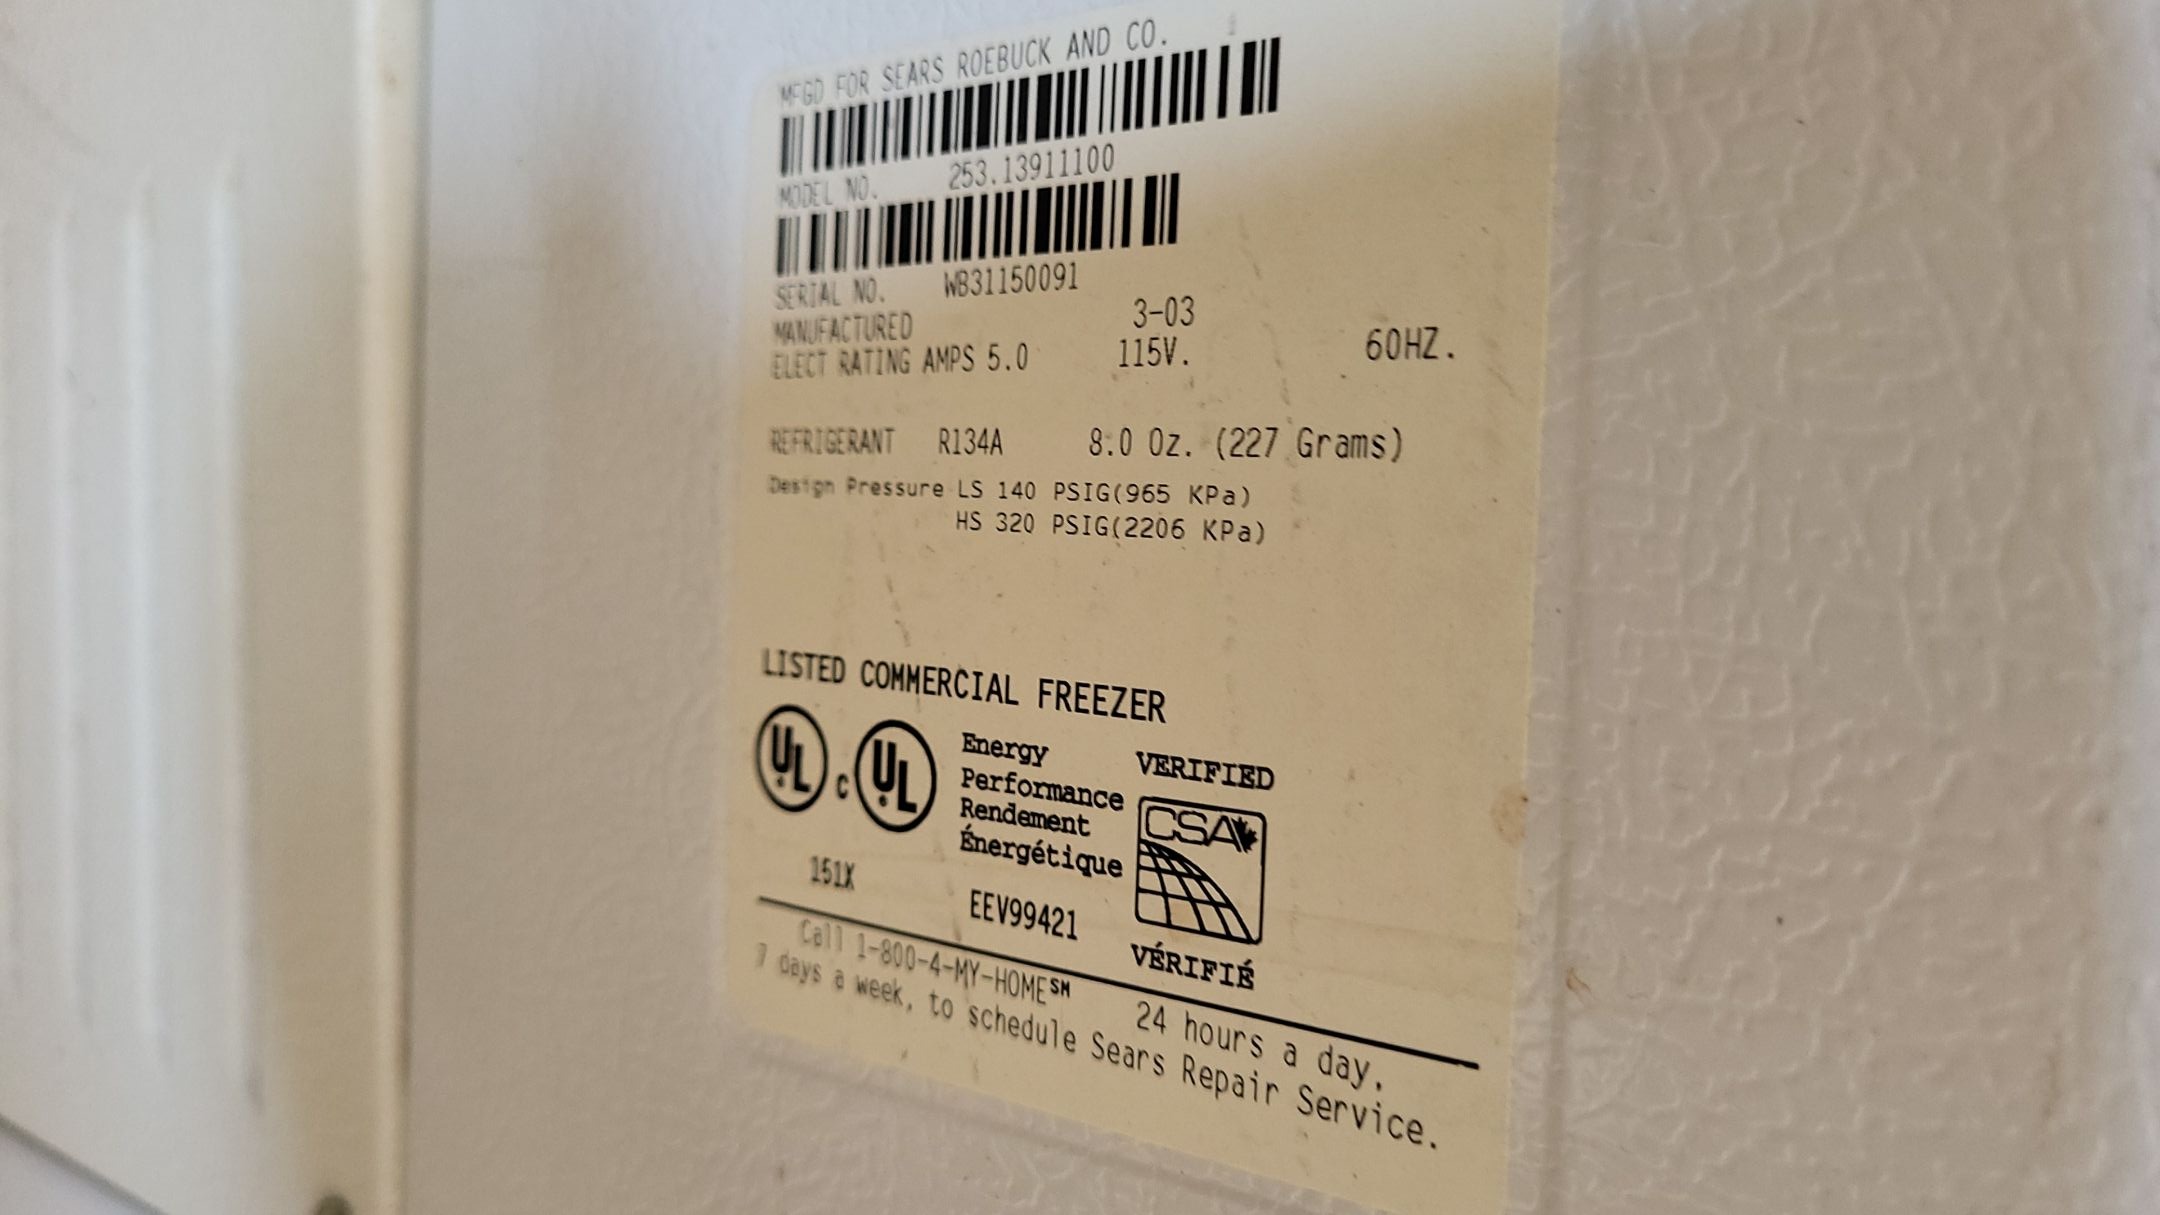 MFGD FOR SEARS ROEBUCK AND CO.
MODEL NO. 253.13911100
SERIAL NO. WB31150091
MANUFACTURED 3-03
ELECT RATING AMPS 5.0 115V. 60HZ.
REFRIGERANT R134A 8.0 Oz. (227 Grams)
Design Pressure LS 140 PSIG(965 KPa)
HS 320 PSIG(2206 KPa)
LISTED COMMERCIAL FREEZER
UL C UL
Energy
Performance
Rendement
Énergétique
VERIFIED
CSA
VÉRIFIÉ
151X
EEV99421
Call 1-800-4-MY-HOME℠ 24 hours a day,
7 days a week, to schedule Sears Repair Service.